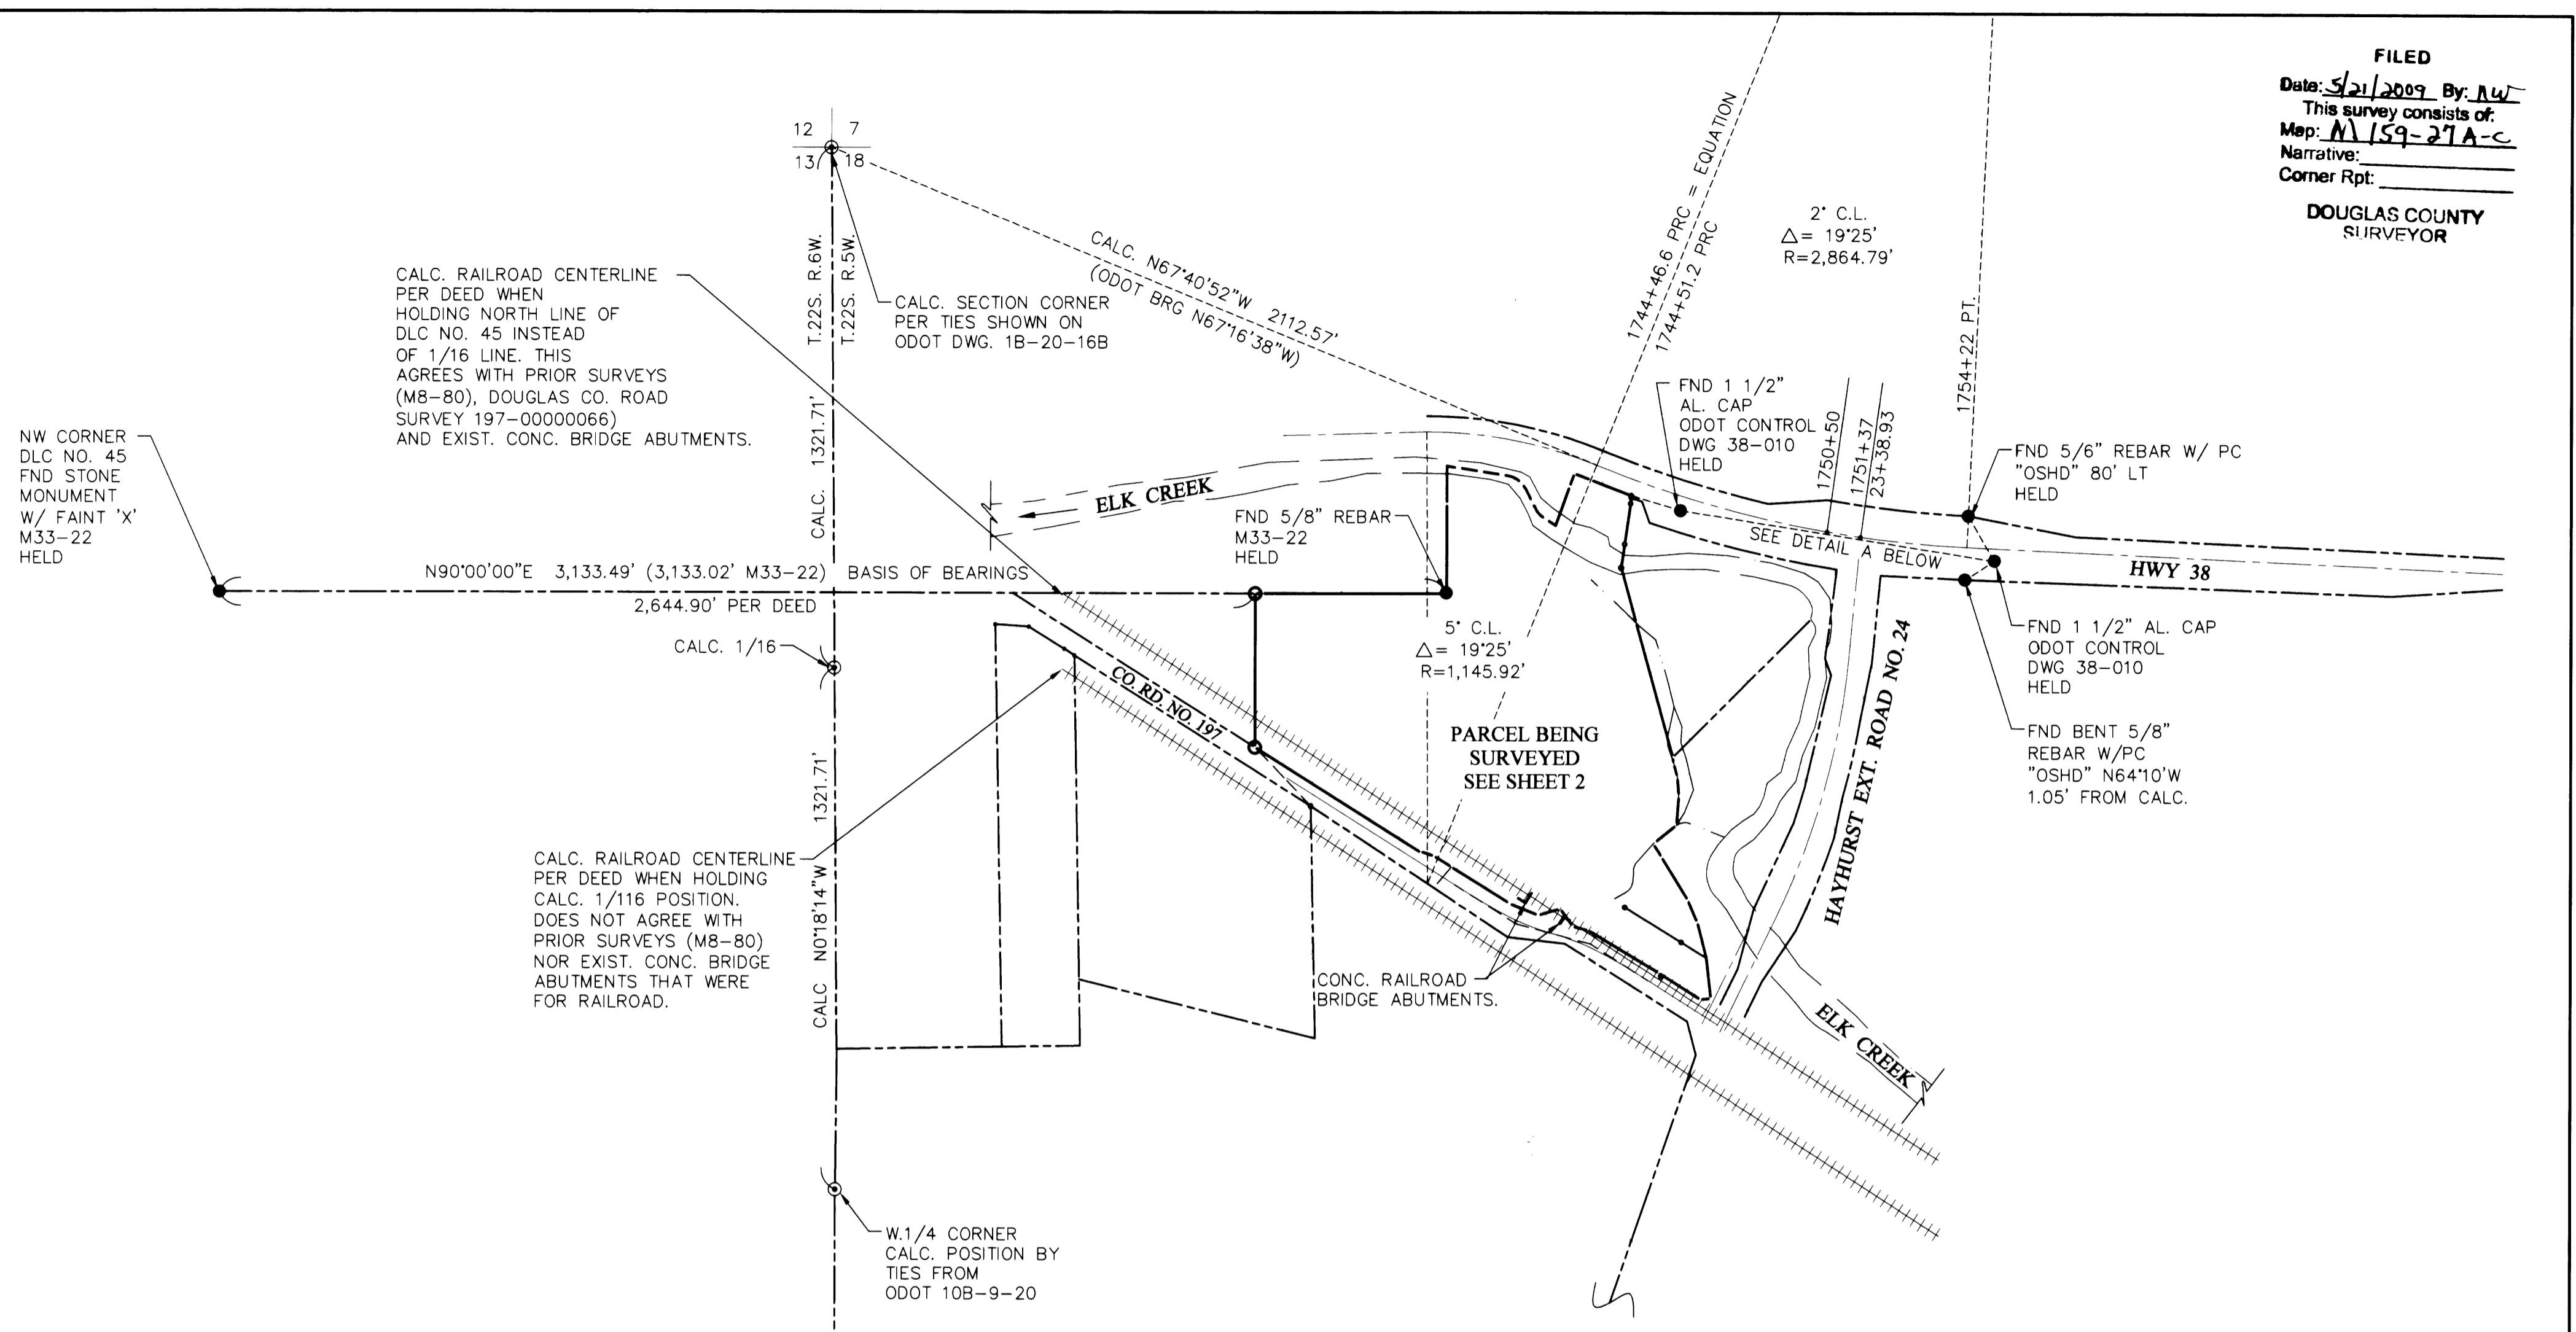 FILED
Date: 5/21/2009 By: NW
This survey consists of:
Map: M159-27A-C
Narrative:
Corner Rpt:
DOUGLAS COUNTY
SURVEYOR
12 7
13 18
T.22S. R.6W.
T.22S. R.5W.
CALC. 1321.71'
CALC. N67°40'52"W 2112.57'
(ODOT BRG N67°16'38"W)
1744+46.6 PRC = EQUATION
1744+51.2 PRC
2° C.L.
△= 19°25'
R=2,864.79'
1754+22 PT.
CALC. RAILROAD CENTERLINE
PER DEED WHEN
HOLDING NORTH LINE OF
DLC NO. 45 INSTEAD
OF 1/16 LINE. THIS
AGREES WITH PRIOR SURVEYS
(M8-80), DOUGLAS CO. ROAD
SURVEY 197-00000066)
AND EXIST. CONC. BRIDGE ABUTMENTS.
CALC. SECTION CORNER
PER TIES SHOWN ON
ODOT DWG. 1B-20-16B
FND 1 1/2"
AL. CAP
ODOT CONTROL
DWG 38-010
HELD
1750+50
1751+37
23+38.93
FND 5/6" REBAR W/ PC
"OSHD" 80' LT
HELD
NW CORNER
DLC NO. 45
FND STONE
MONUMENT
W/ FAINT 'X'
M33-22
HELD
ELK CREEK
FND 5/8" REBAR
M33-22
HELD
SEE DETAIL A BELOW
HWY 38
N90°00'00"E 3,133.49' (3,133.02' M33-22) BASIS OF BEARINGS
2,644.90' PER DEED
CALC. 1/16
5° C.L.
△= 19°25'
R=1,145.92'
FND 1 1/2" AL. CAP
ODOT CONTROL
DWG 38-010
HELD
CO. RD. NO. 197
PARCEL BEING
SURVEYED
SEE SHEET 2
HAYHURST EXT. ROAD NO. 24
FND BENT 5/8"
REBAR W/PC
"OSHD" N64°10'W
1.05' FROM CALC.
CALC N0°18'14"W 1321.71'
CALC. RAILROAD CENTERLINE
PER DEED WHEN HOLDING
CALC. 1/116 POSITION.
DOES NOT AGREE WITH
PRIOR SURVEYS (M8-80)
NOR EXIST. CONC. BRIDGE
ABUTMENTS THAT WERE
FOR RAILROAD.
CONC. RAILROAD
BRIDGE ABUTMENTS.
ELK CREEK
W.1/4 CORNER
CALC. POSITION BY
TIES FROM
ODOT 10B-9-20